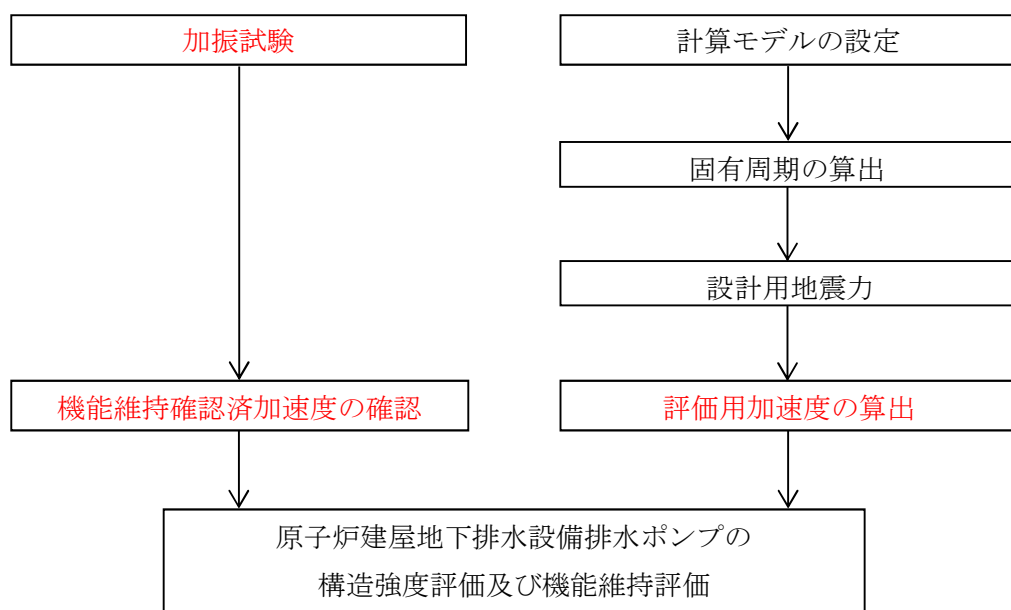 加振試験
計算モデルの設定
固有周期の算出
設計用地震力
機能維持確認済加速度の確認
評価用加速度の算出
原子炉建屋地下排水設備排水ポンプの
構造強度評価及び機能維持評価